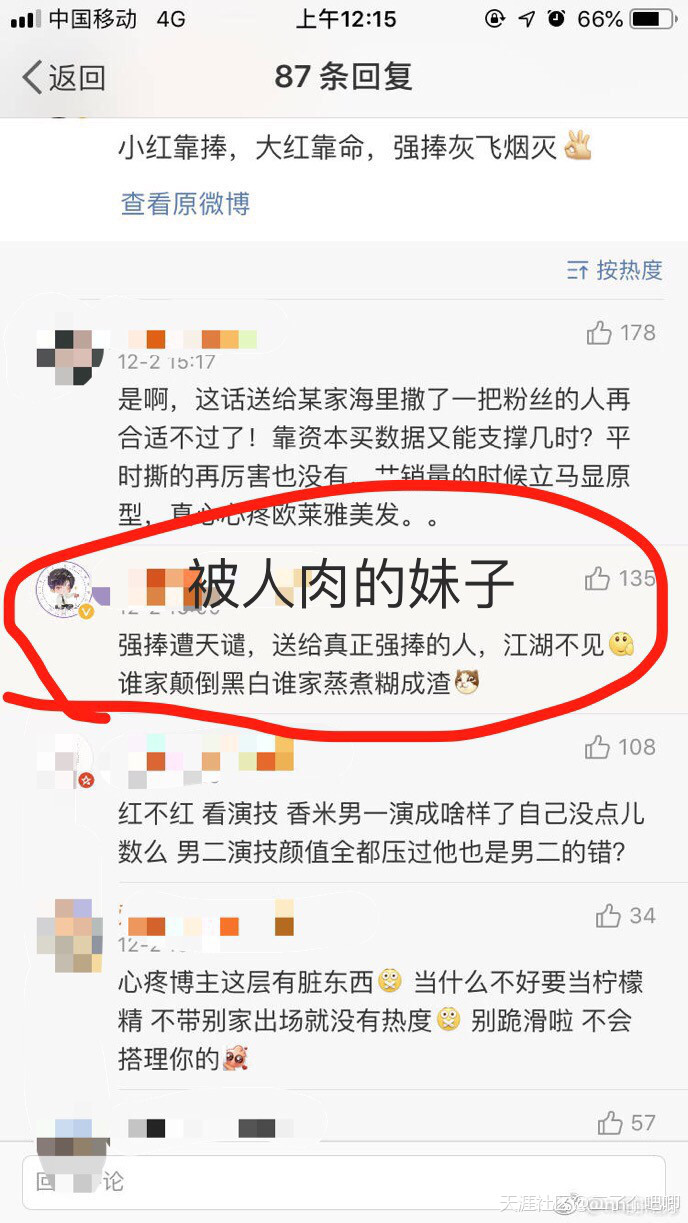 中国移动 4G 上午12:15 66%
返回 87 条回复
小红靠捧，大红靠命，强捧灰飞烟灭
查看原微博
按热度
178
12-2 15:17
是啊，这话送给某家海里撒了一把粉丝的人再
合适不过了！靠资本买数据又能支撑几时？平
时撕的再厉害也没有，艹销量的时候立马显原
型，真心心疼欧莱雅美发。。
被人肉的妹子
135
强捧遭天谴，送给真正强捧的人，江湖不见
谁家颠倒黑白谁家蒸煮糊成渣
108
红不红 看演技 香米男一演成啥样了自己没点儿
数么 男二演技颜值全都压过他也是男二的错？
34
12-2
心疼博主这层有脏东西 当什么不好要当柠檬
精 不带别家出场就没有热度 别跪滑啦 不会
搭理你的
57
论
天涯社区